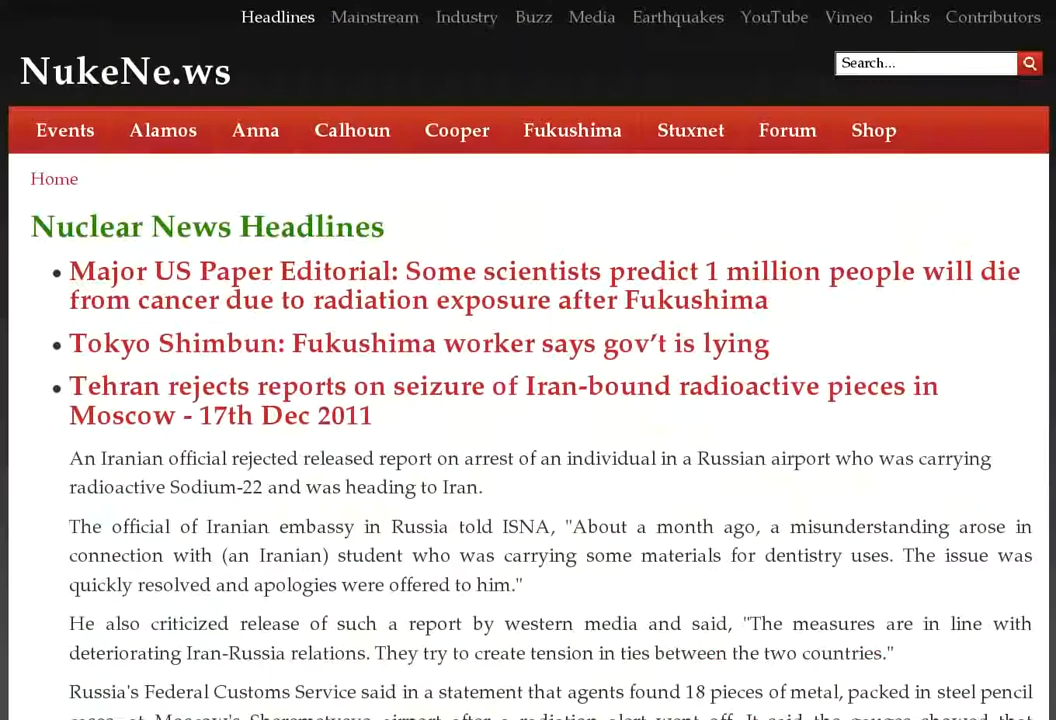 Headlines Mainstream Industry Buzz Media Earthquakes YouTube Vimeo Links Contributors
NukeNe.ws
Search...
Events Alamos Anna Calhoun Cooper Fukushima Stuxnet Forum Shop
Home
Nuclear News Headlines
• Major US Paper Editorial: Some scientists predict 1 million people will die
from cancer due to radiation exposure after Fukushima
• Tokyo Shimbun: Fukushima worker says gov’t is lying
• Tehran rejects reports on seizure of Iran-bound radioactive pieces in
Moscow - 17th Dec 2011
An Iranian official rejected released report on arrest of an individual in a Russian airport who was carrying
radioactive Sodium-22 and was heading to Iran.
The official of Iranian embassy in Russia told ISNA, "About a month ago, a misunderstanding arose in
connection with (an Iranian) student who was carrying some materials for dentistry uses. The issue was
quickly resolved and apologies were offered to him."
He also criticized release of such a report by western media and said, "The measures are in line with
deteriorating Iran-Russia relations. They try to create tension in ties between the two countries."
Russia's Federal Customs Service said in a statement that agents found 18 pieces of metal, packed in steel pencil